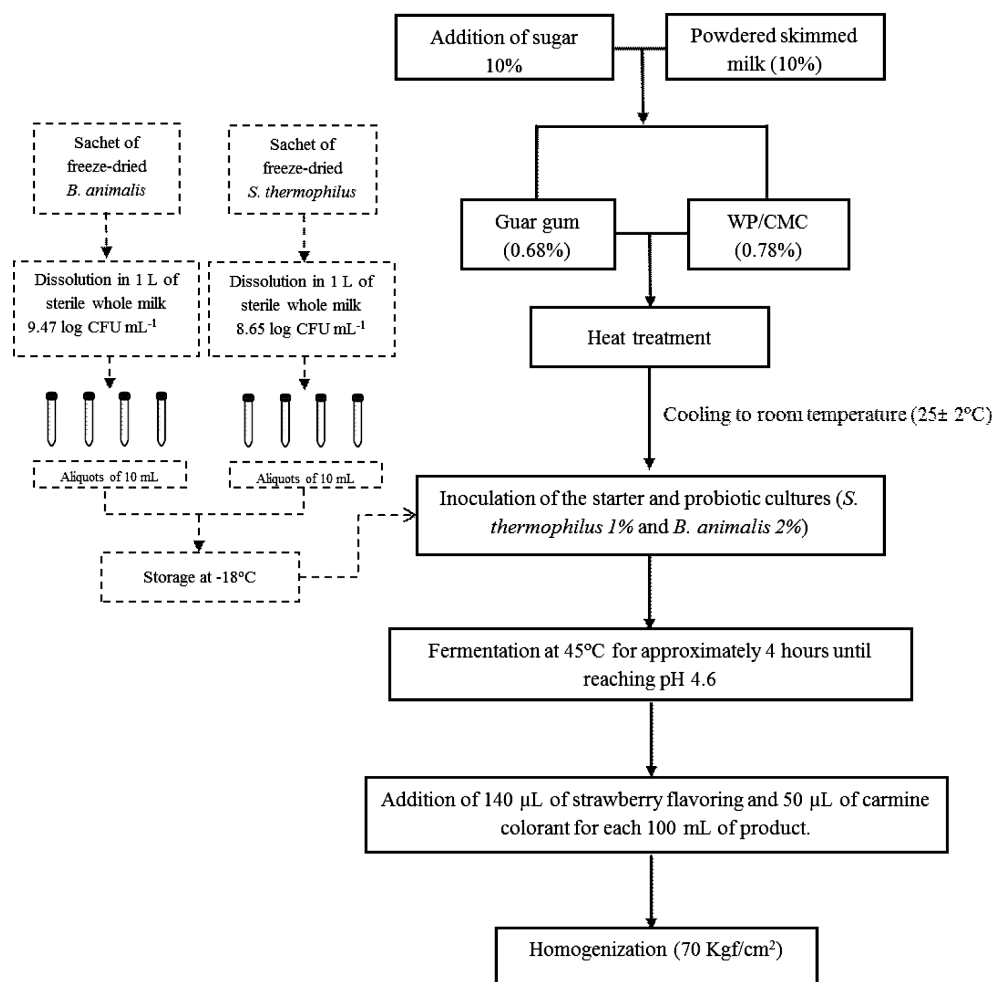 Addition of sugar
10%
Powdered skimmed
milk (10%)
Sachet of
freeze-dried
B. animalis
Sachet of
freeze-dried
S. thermophilus
Guar gum
(0.68%)
WP/CMC
(0.78%)
Dissolution in 1 L of
sterile whole milk
9.47 log CFU mL⁻¹
Dissolution in 1 L of
sterile whole milk
8.65 log CFU mL⁻¹
Heat treatment
Cooling to room temperature (25± 2°C)
Aliquots of 10 mL
Aliquots of 10 mL
Inoculation of the starter and probiotic cultures (S.
thermophilus 1% and B. animalis 2%)
Storage at -18°C
Fermentation at 45°C for approximately 4 hours until
reaching pH 4.6
Addition of 140 µL of strawberry flavoring and 50 µL of carmine
colorant for each 100 mL of product.
Homogenization (70 Kgf/cm²)